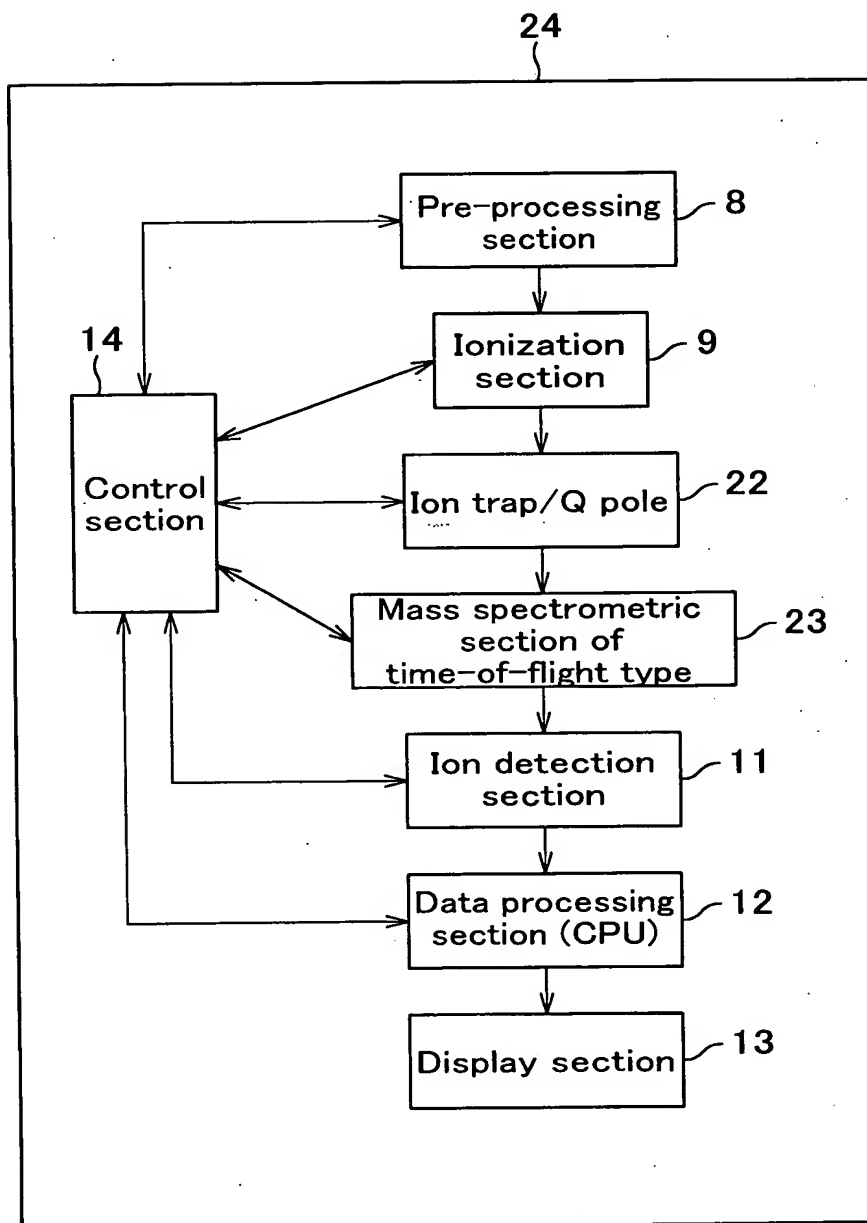 24
Pre-processing
section
8
14
Ionization
section
9
Control
section
Ion trap/Q pole
22
Mass spectrometric
section of
time-of-flight type
23
Ion detection
section
11
Data processing
section (CPU)
12
Display section
13